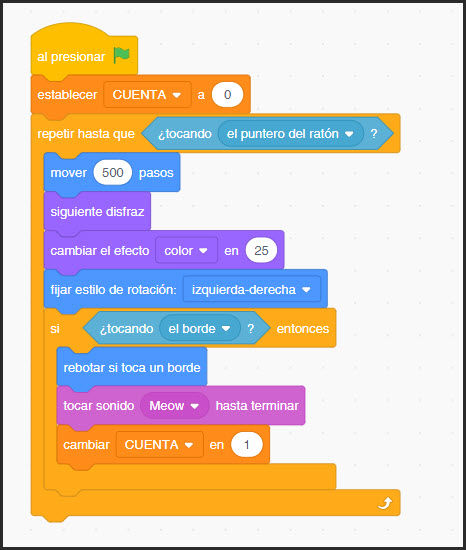 al presionar
establecer CUENTA a 0
repetir hasta que ¿tocando el puntero del ratón ?
mover 500 pasos
siguiente disfraz
cambiar el efecto color en 25
fijar estilo de rotación: izquierda-derecha
si ¿tocando el borde ? entonces
rebotar si toca un borde
tocar sonido Meow hasta terminar
cambiar CUENTA en 1